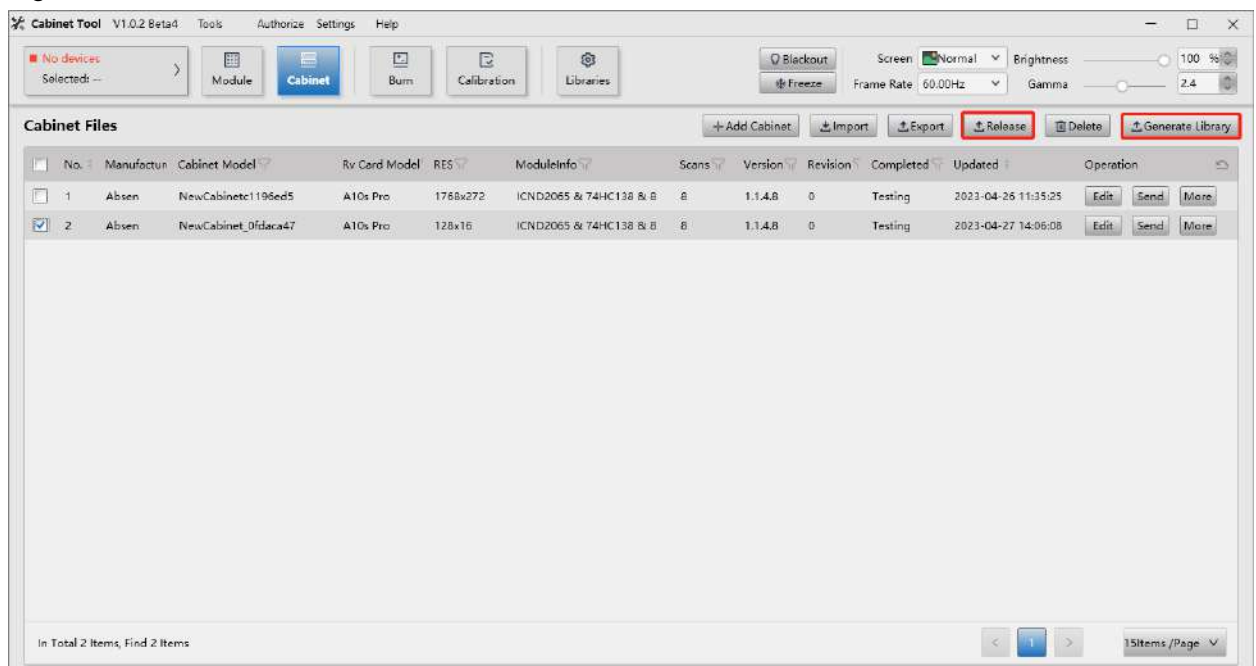 Cabinet Tool V1.0.2 Beta4 Tools Authorize Settings Help
No devices
Selected: --
Module Cabinet Burn Calibration Libraries
Blackout
Freeze
Screen Normal Brightness 100 %
Frame Rate 60.00Hz Gamma 2.4
Cabinet Files
Add Cabinet Import Export Release Delete Generate Library
No. Manufactur Cabinet Model Rv Card Model RES ModuleInfo Scans Version Revision Completed Updated Operation
1 Absen NewCabinetc1196ed5 A10s Pro 1768x272 ICND2065 & 74HC138 & 8 8 1.1.4.8 0 Testing 2023-04-26 11:35:25 Edit Send More
2 Absen NewCabinet_0fdaca47 A10s Pro 128x16 ICND2065 & 74HC138 & 8 8 1.1.4.8 0 Testing 2023-04-27 14:06:08 Edit Send More
In Total 2 Items, Find 2 Items
1
15Items /Page